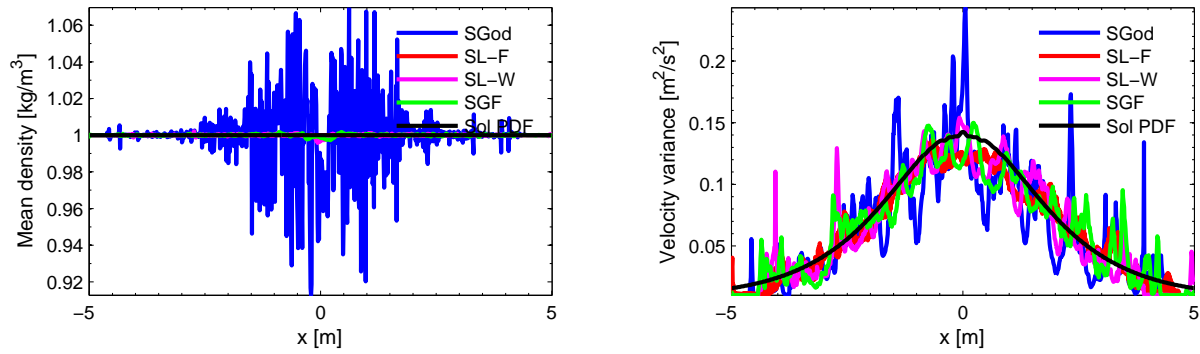 1.06
1.04
1.02
1
0.98
0.96
0.94
0.92
Mean density [kg/m3]
SGod
SL−F
SL−W
SGF
Sol PDF
−5
0
5
x [m]
0.2
0.15
0.1
0.05
Velocity variance [m2/s2]
SGod
SL−F
SL−W
SGF
Sol PDF
−5
0
5
x [m]